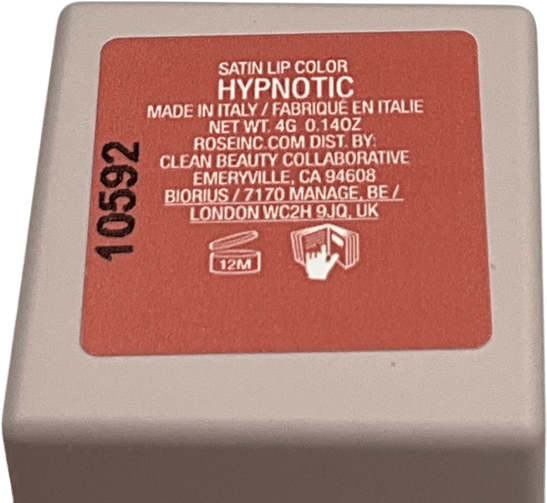 SATIN LIP COLOR
HYPNOTIC
MADE IN ITALY / FABRIQUÉ EN ITALIE
NET WT. 4G 0.14OZ
ROSEINC.COM DIST. BY:
CLEAN BEAUTY COLLABORATIVE
EMERYVILLE, CA 94608
BIORIUS / 7170 MANAGE, BE /
LONDON WC2H 9JQ, UK
12M
10592